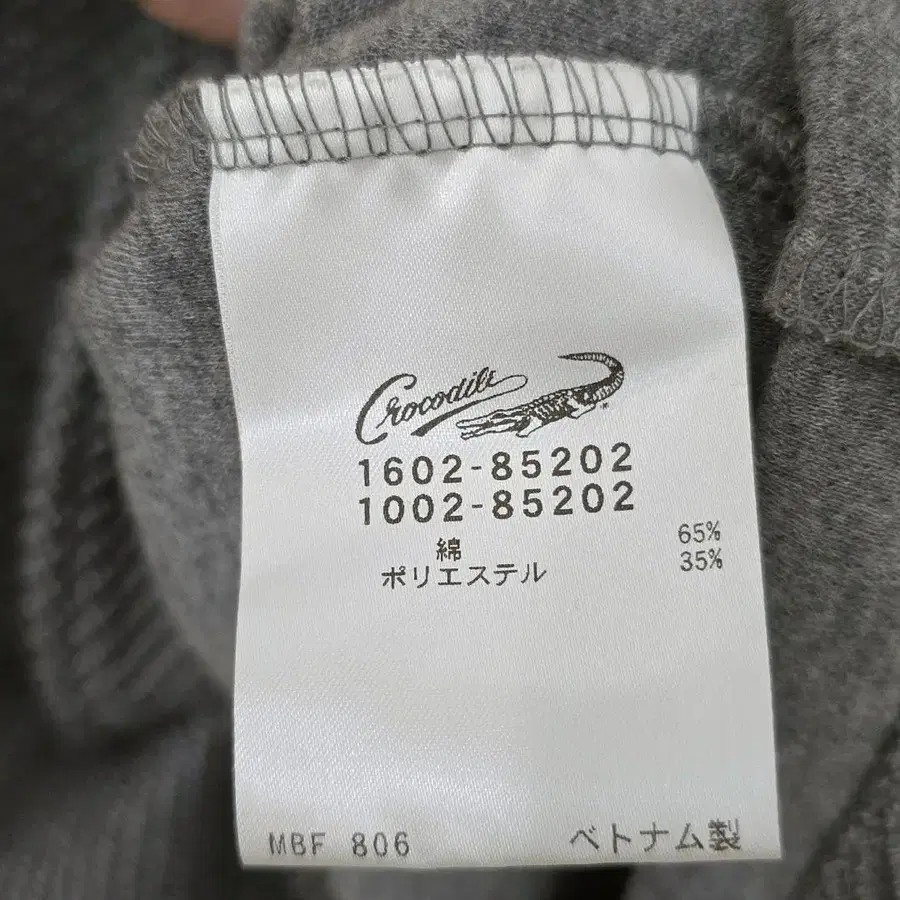 Crocodile
1602-85202
1002-85202
綿 65%
ポリエステル 35%
MBF 806 ベトナム製